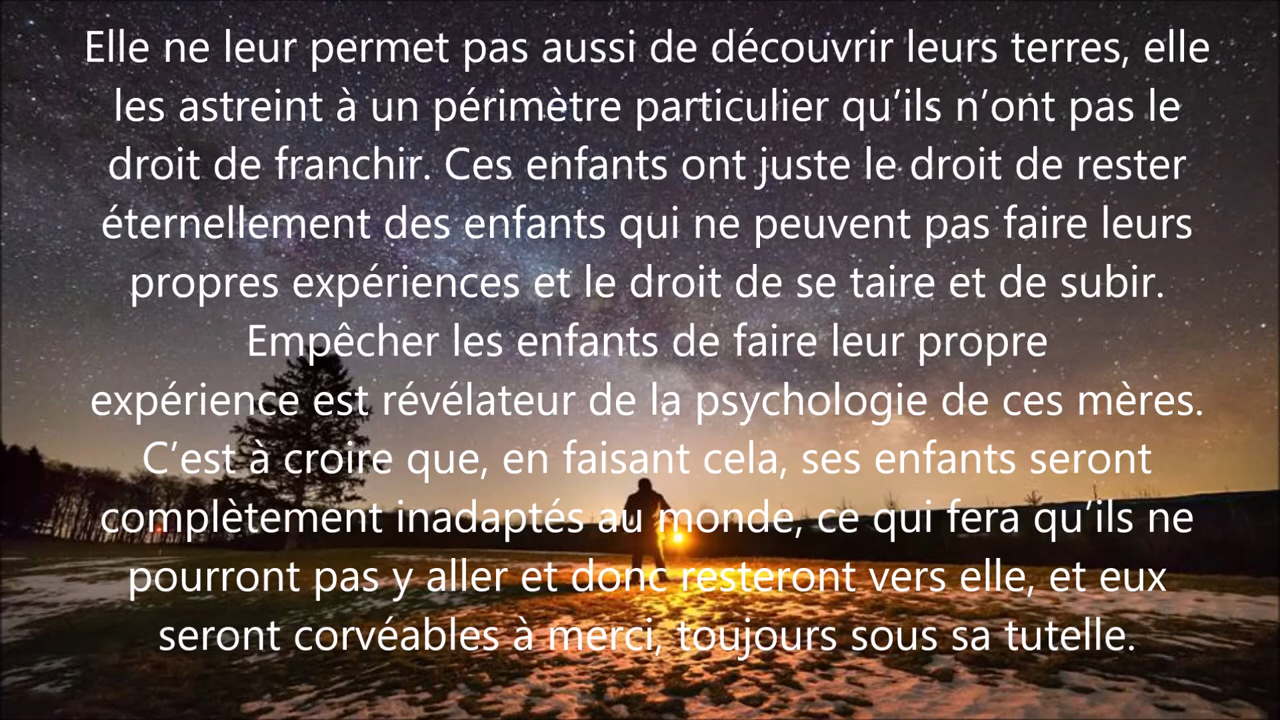 Elle ne leur permet pas aussi de découvrir leurs terres, elle
les astreint à un périmètre particulier qu’ils n’ont pas le
droit de franchir. Ces enfants ont juste le droit de rester
éternellement des enfants qui ne peuvent pas faire leurs
propres expériences et le droit de se taire et de subir.
Empêcher les enfants de faire leur propre
expérience est révélateur de la psychologie de ces mères.
C’est à croire que, en faisant cela, ses enfants seront
complètement inadaptés au monde, ce qui fera qu’ils ne
pourront pas y aller et donc resteront vers elle, et eux
seront corvéables à merci, toujours sous sa tutelle.